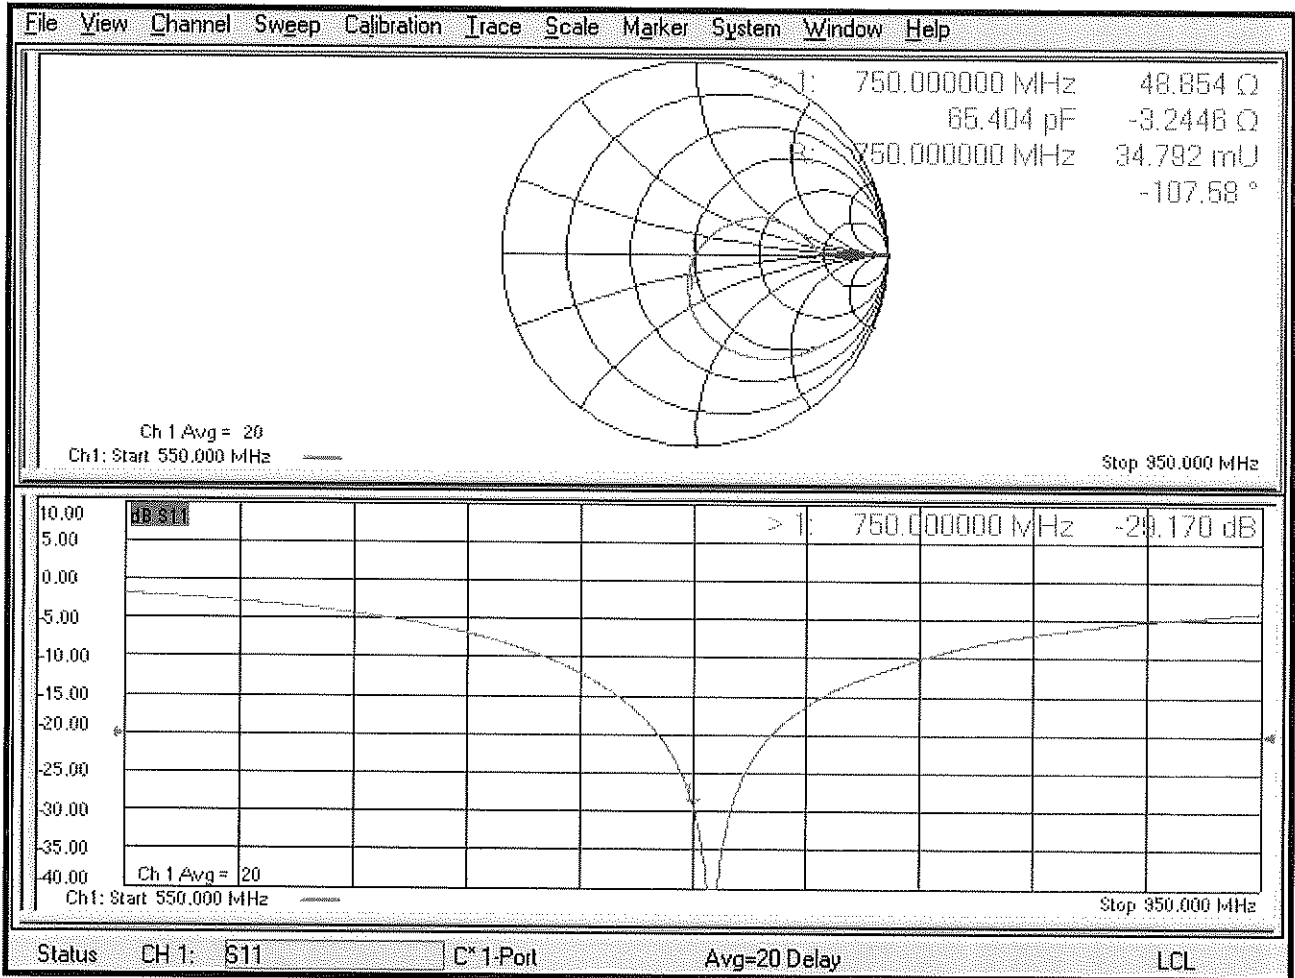 File View Channel Sweep Calibration Trace Scale Marker System Window Help
> 1: 750.000000 MHz 48.854 Ω
65.404 pF -3.2446 Ω
R: 750.000000 MHz 34.792 mU
-107.58 °
Ch 1 Avg = 20
Ch1: Start 550.000 MHz
Stop 950.000 MHz
10.00
dB S11
> 1: 750.000000 MHz -29.170 dB
5.00
0.00
-5.00
-10.00
-15.00
-20.00
-25.00
-30.00
-35.00
-40.00
Ch 1 Avg = 20
Ch1: Start 550.000 MHz
Stop 950.000 MHz
Status CH 1: S11 C* 1-Port Avg=20 Delay LCL